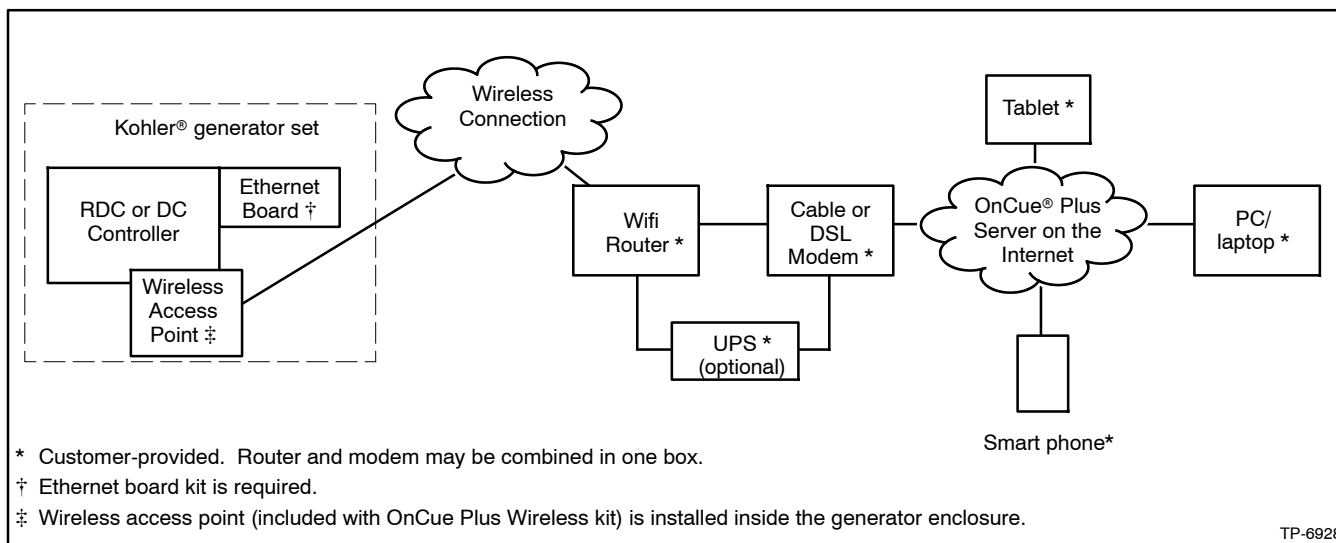 Kohler® generator set
RDC or DC
Controller
Ethernet
Board †
Wireless
Access
Point ‡
Wireless
Connection
Wifi
Router *
Cable or
DSL
Modem *
UPS *
(optional)
Tablet *
OnCue® Plus
Server on the
Internet
PC/
laptop *
Smart phone*
* Customer-provided. Router and modem may be combined in one box.
† Ethernet board kit is required.
‡ Wireless access point (included with OnCue Plus Wireless kit) is installed inside the generator enclosure.
TP-6928